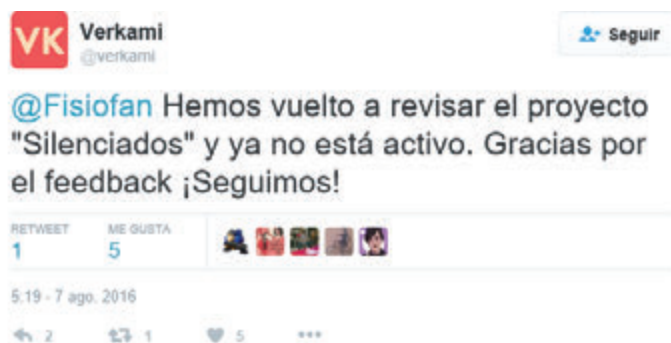 VK
Verkami
@verkami
Seguir
@Fisiofan Hemos vuelto a revisar el proyecto
"Silenciados" y ya no está activo. Gracias por
el feedback ¡Seguimos!
RETWEET ME GUSTA
1 5
5:19 - 7 ago. 2016
2 1 5